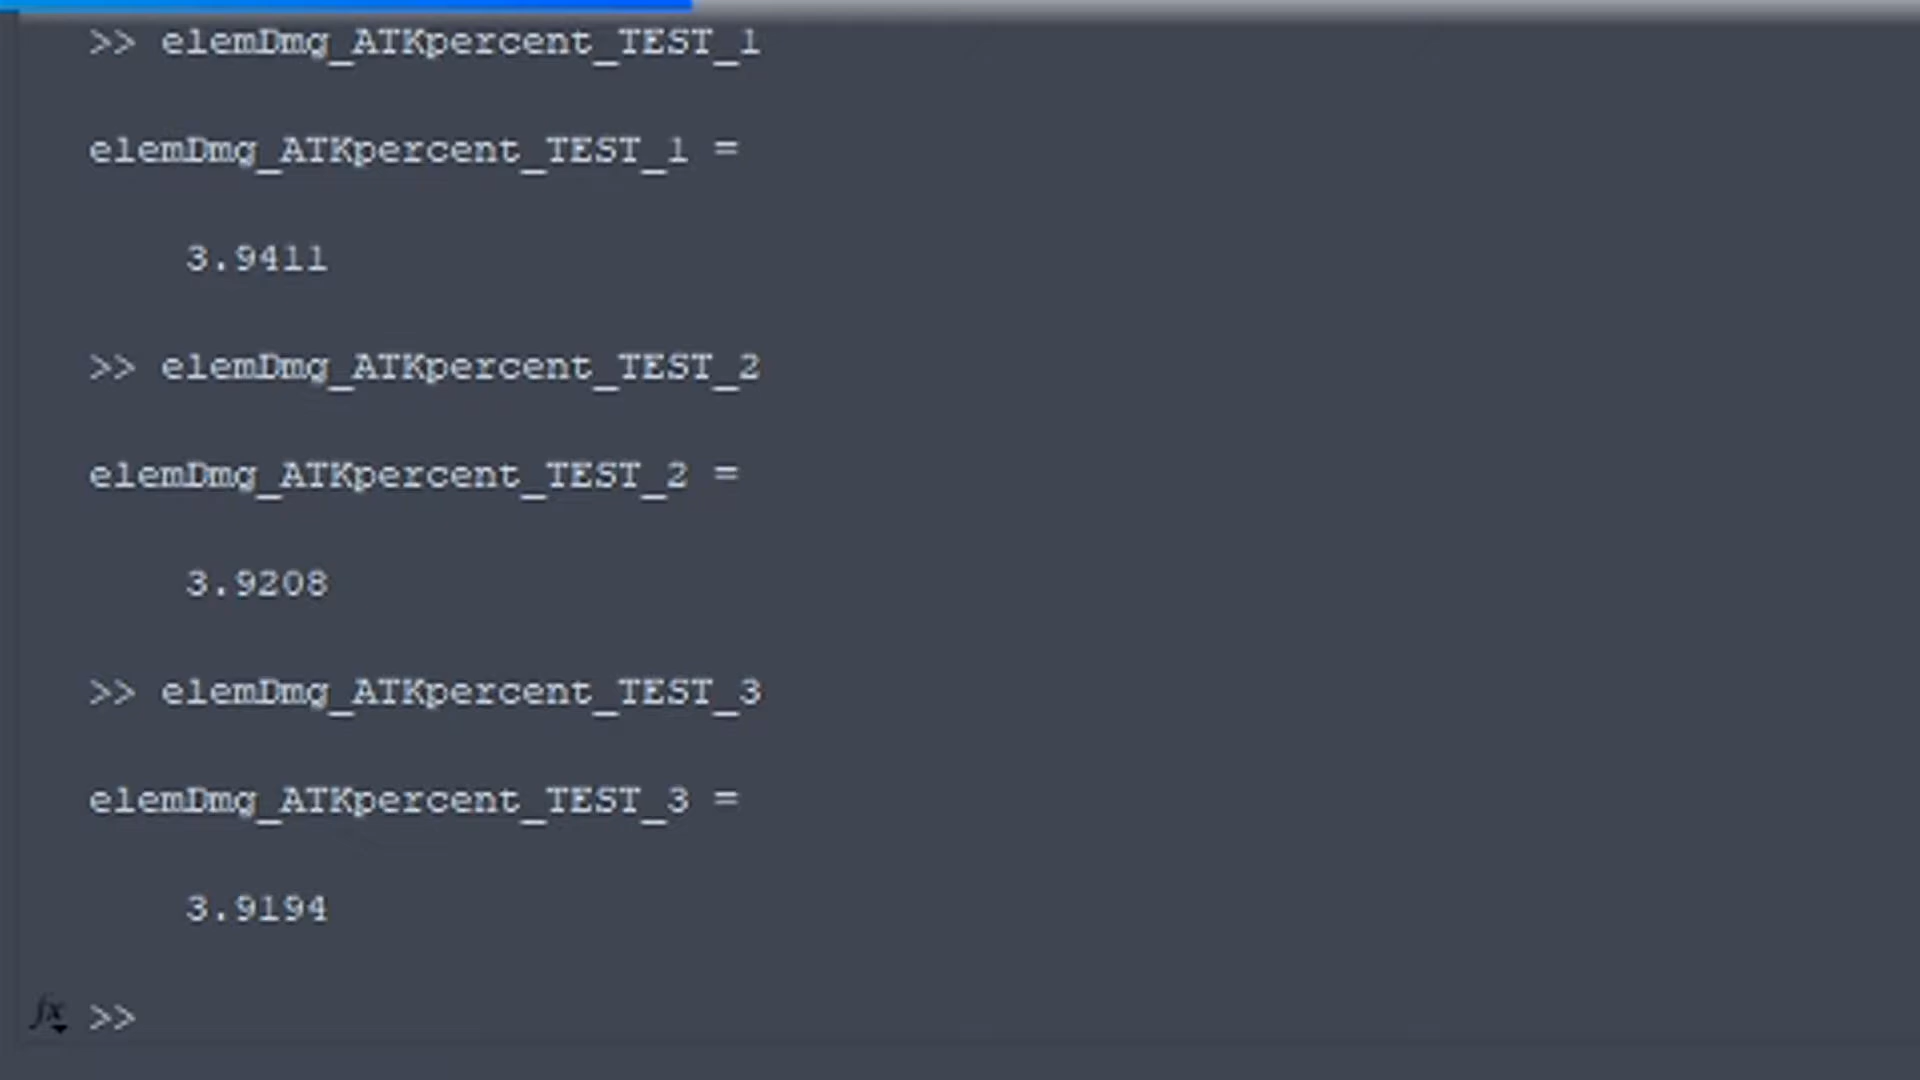 >> elemDmg_ATKpercent_TEST_1
elemDmg_ATKpercent_TEST_1 =
3.9411
>> elemDmg_ATKpercent_TEST_2
elemDmg_ATKpercent_TEST_2 =
3.9208
>> elemDmg_ATKpercent_TEST_3
elemDmg_ATKpercent_TEST_3 =
3.9194
fx >>